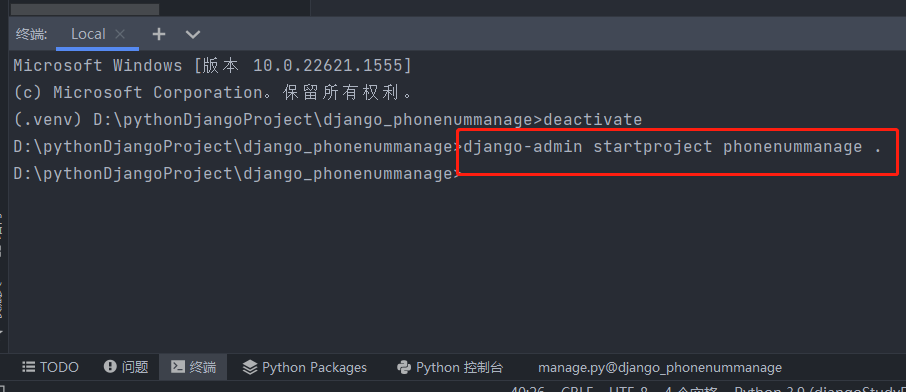 终端: Local
Microsoft Windows [版本 10.0.22621.1555]
(c) Microsoft Corporation。保留所有权利。
(.venv) D:\pythonDjangoProject\django_phonenummanage>deactivate
D:\pythonDjangoProject\django_phonenummanage>django-admin startproject phonenummanage .
D:\pythonDjangoProject\django_phonenummanage>
TODO 问题 终端 Python Packages Python 控制台 manage.py@django_phonenummanage